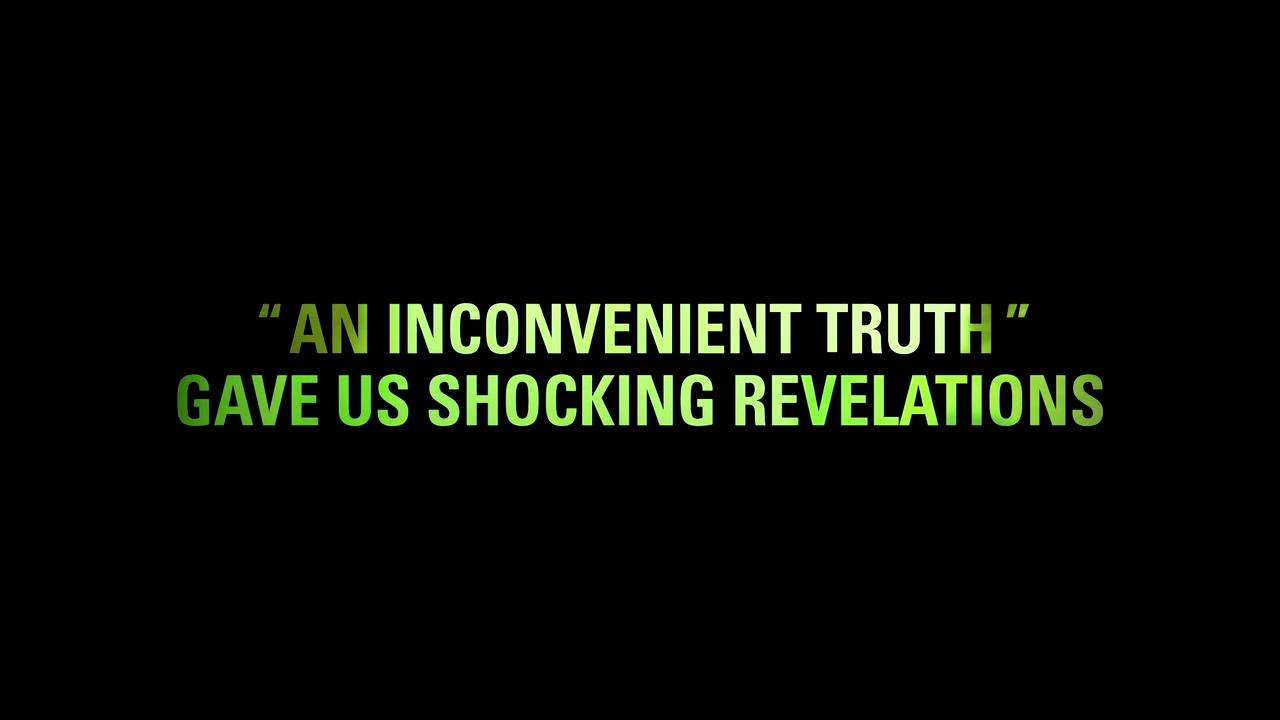 “AN INCONVENIENT TRUTH”
GAVE US SHOCKING REVELATIONS